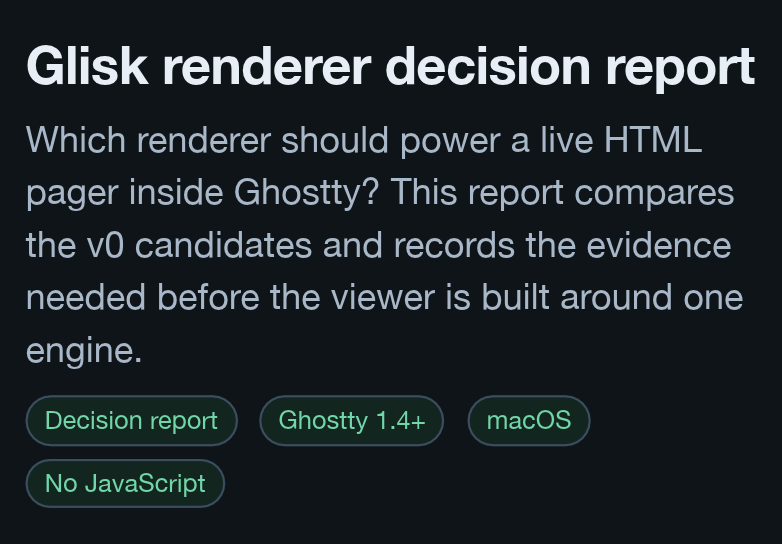 Glisk renderer decision report
Which renderer should power a live HTML
pager inside Ghostty? This report compares
the v0 candidates and records the evidence
needed before the viewer is built around one
engine.
Decision report
Ghostty 1.4+
macOS
No JavaScript